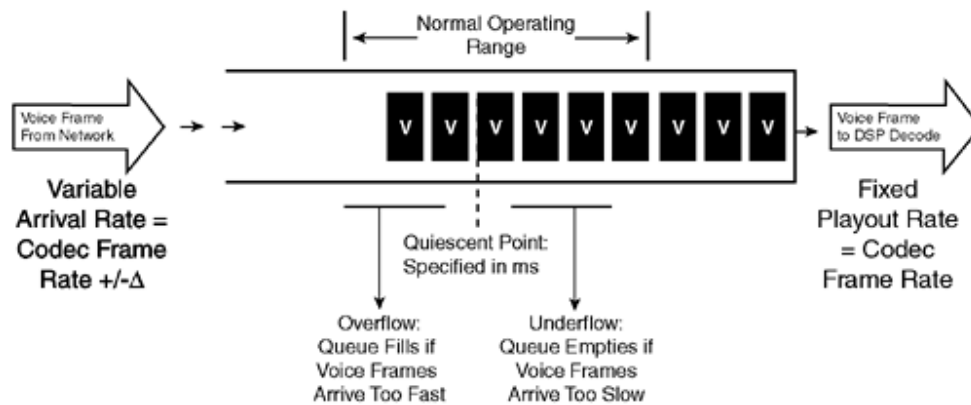 Normal Operating
Range
Voice Frame
From Network
V V V V V V V V V
Voice Frame
to DSP Decode
Variable
Arrival Rate =
Codec Frame
Rate +/-Δ
Quiescent Point:
Specified in ms
Fixed
Playout Rate
= Codec
Frame Rate
Overflow:
Queue Fills if
Voice Frames
Arrive Too Fast
Underflow:
Queue Empties if
Voice Frames
Arrive Too Slow